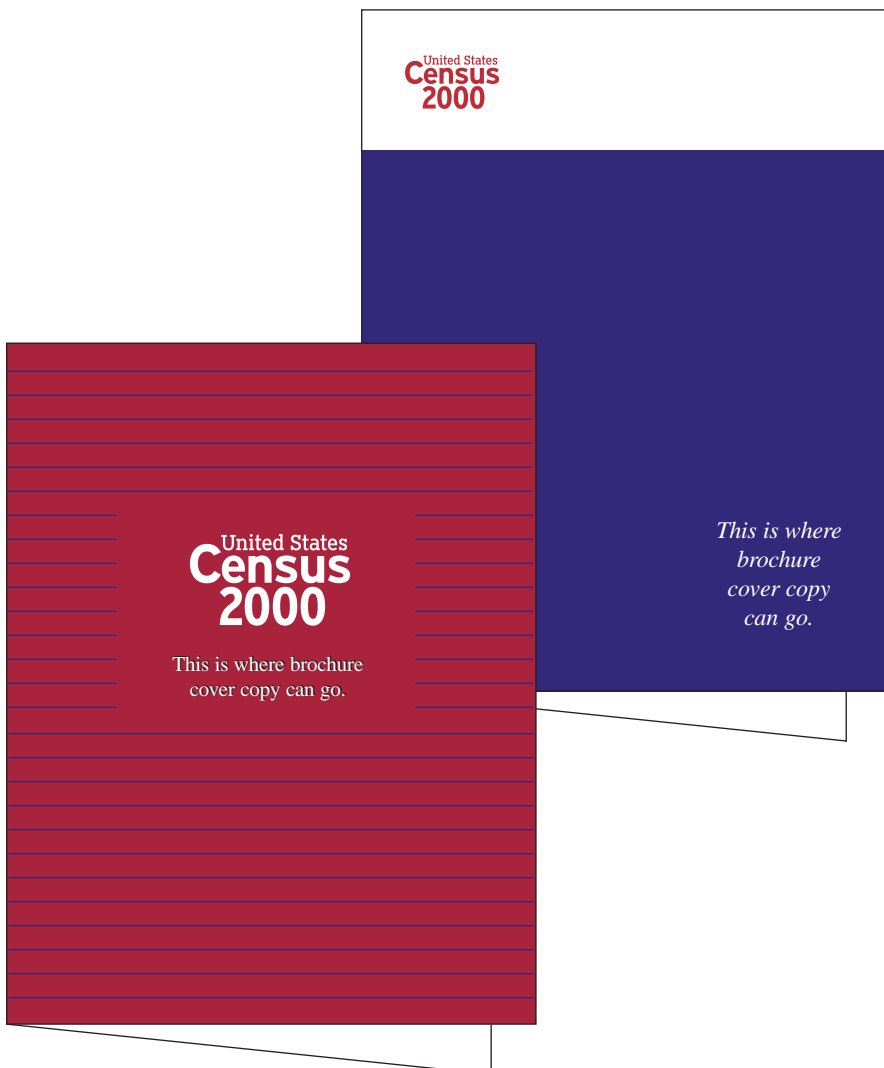 United States
Census
2000
This is where
brochure
cover copy
can go.
United States
Census
2000
This is where brochure
cover copy can go.